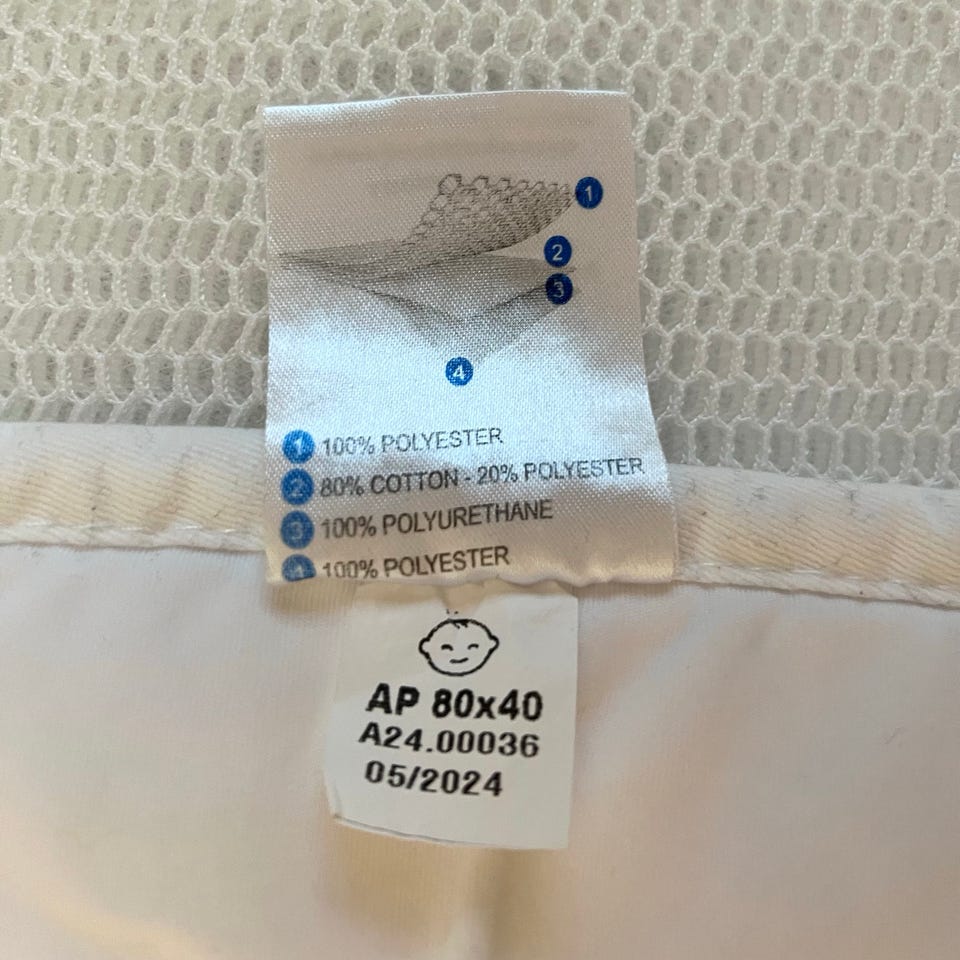 1
2
3
4
1 100% POLYESTER
2 80% COTTON - 20% POLYESTER
3 100% POLYURETHANE
4 100% POLYESTER
AP 80x40
A24.00036
05/2024